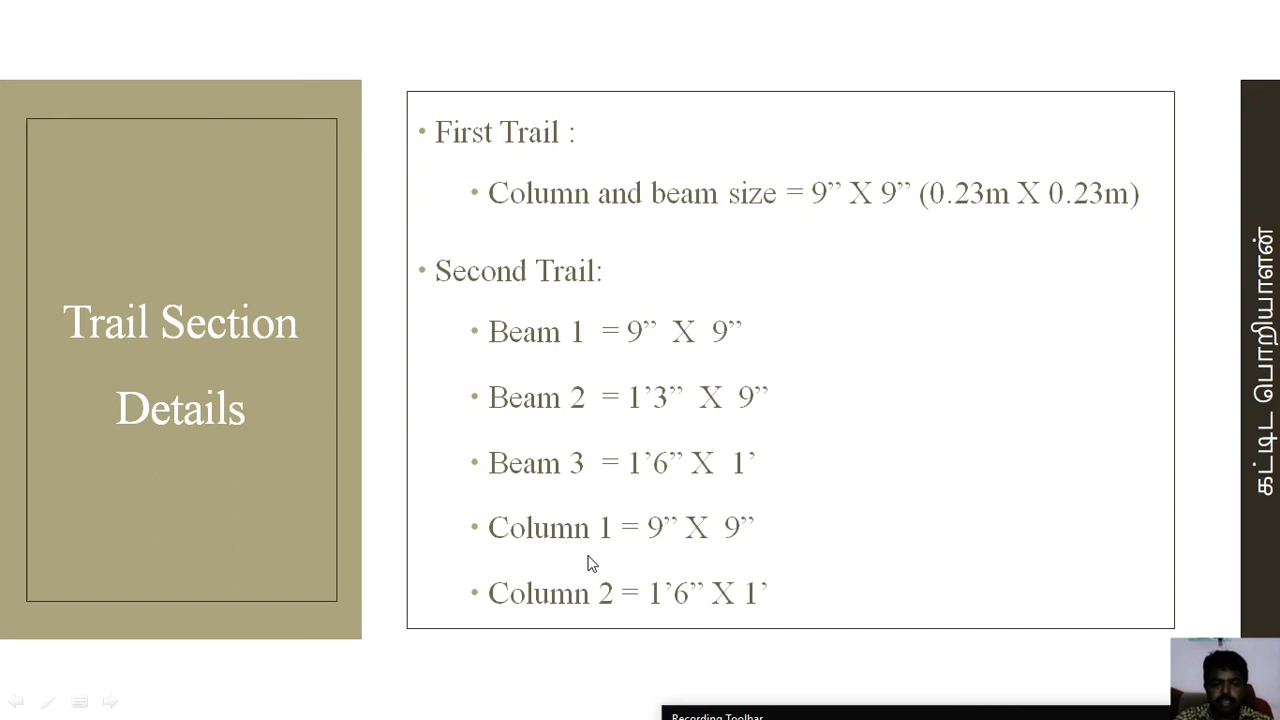 Trail Section
Details
• First Trail :
• Column and beam size = 9” X 9” (0.23m X 0.23m)
• Second Trail:
• Beam 1 = 9” X 9”
• Beam 2 = 1’3” X 9”
• Beam 3 = 1’6” X 1’
• Column 1 = 9” X 9”
• Column 2 = 1’6” X 1’
கட்டிட பொறியாளன்
Recording Toolbar